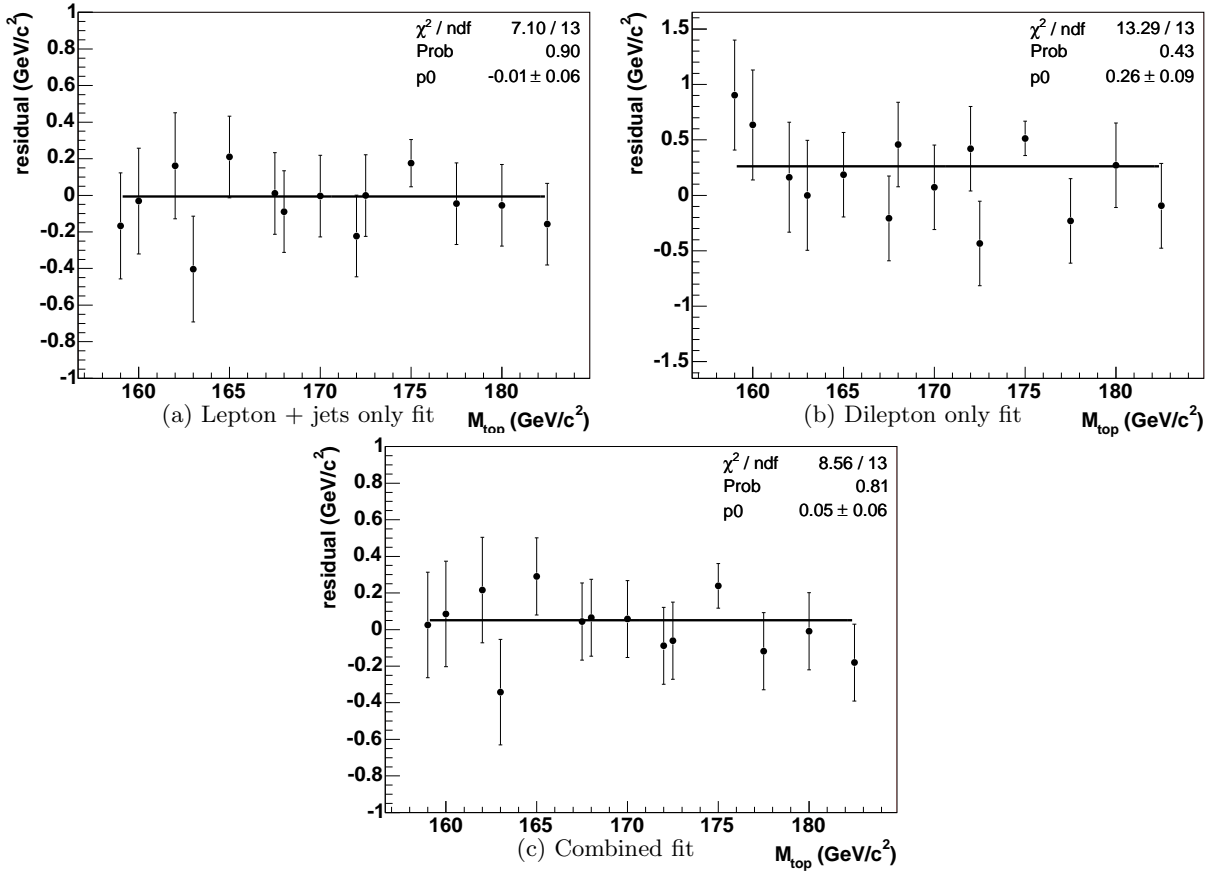 residual (GeV/c²)
1
0.8
0.6
0.4
0.2
0
-0.2
-0.4
-0.6
-0.8
-1
χ² / ndf 7.10 / 13
Prob 0.90
p0 -0.01 ± 0.06
160 165 170 175 180
M_top (GeV/c²)
(a) Lepton + jets only fit
residual (GeV/c²)
1.5
1
0.5
0
-0.5
-1
-1.5
χ² / ndf 13.29 / 13
Prob 0.43
p0 0.26 ± 0.09
160 165 170 175 180
M_top (GeV/c²)
(b) Dilepton only fit
residual (GeV/c²)
1
0.8
0.6
0.4
0.2
0
-0.2
-0.4
-0.6
-0.8
-1
χ² / ndf 8.56 / 13
Prob 0.81
p0 0.05 ± 0.06
160 165 170 175 180
M_top (GeV/c²)
(c) Combined fit